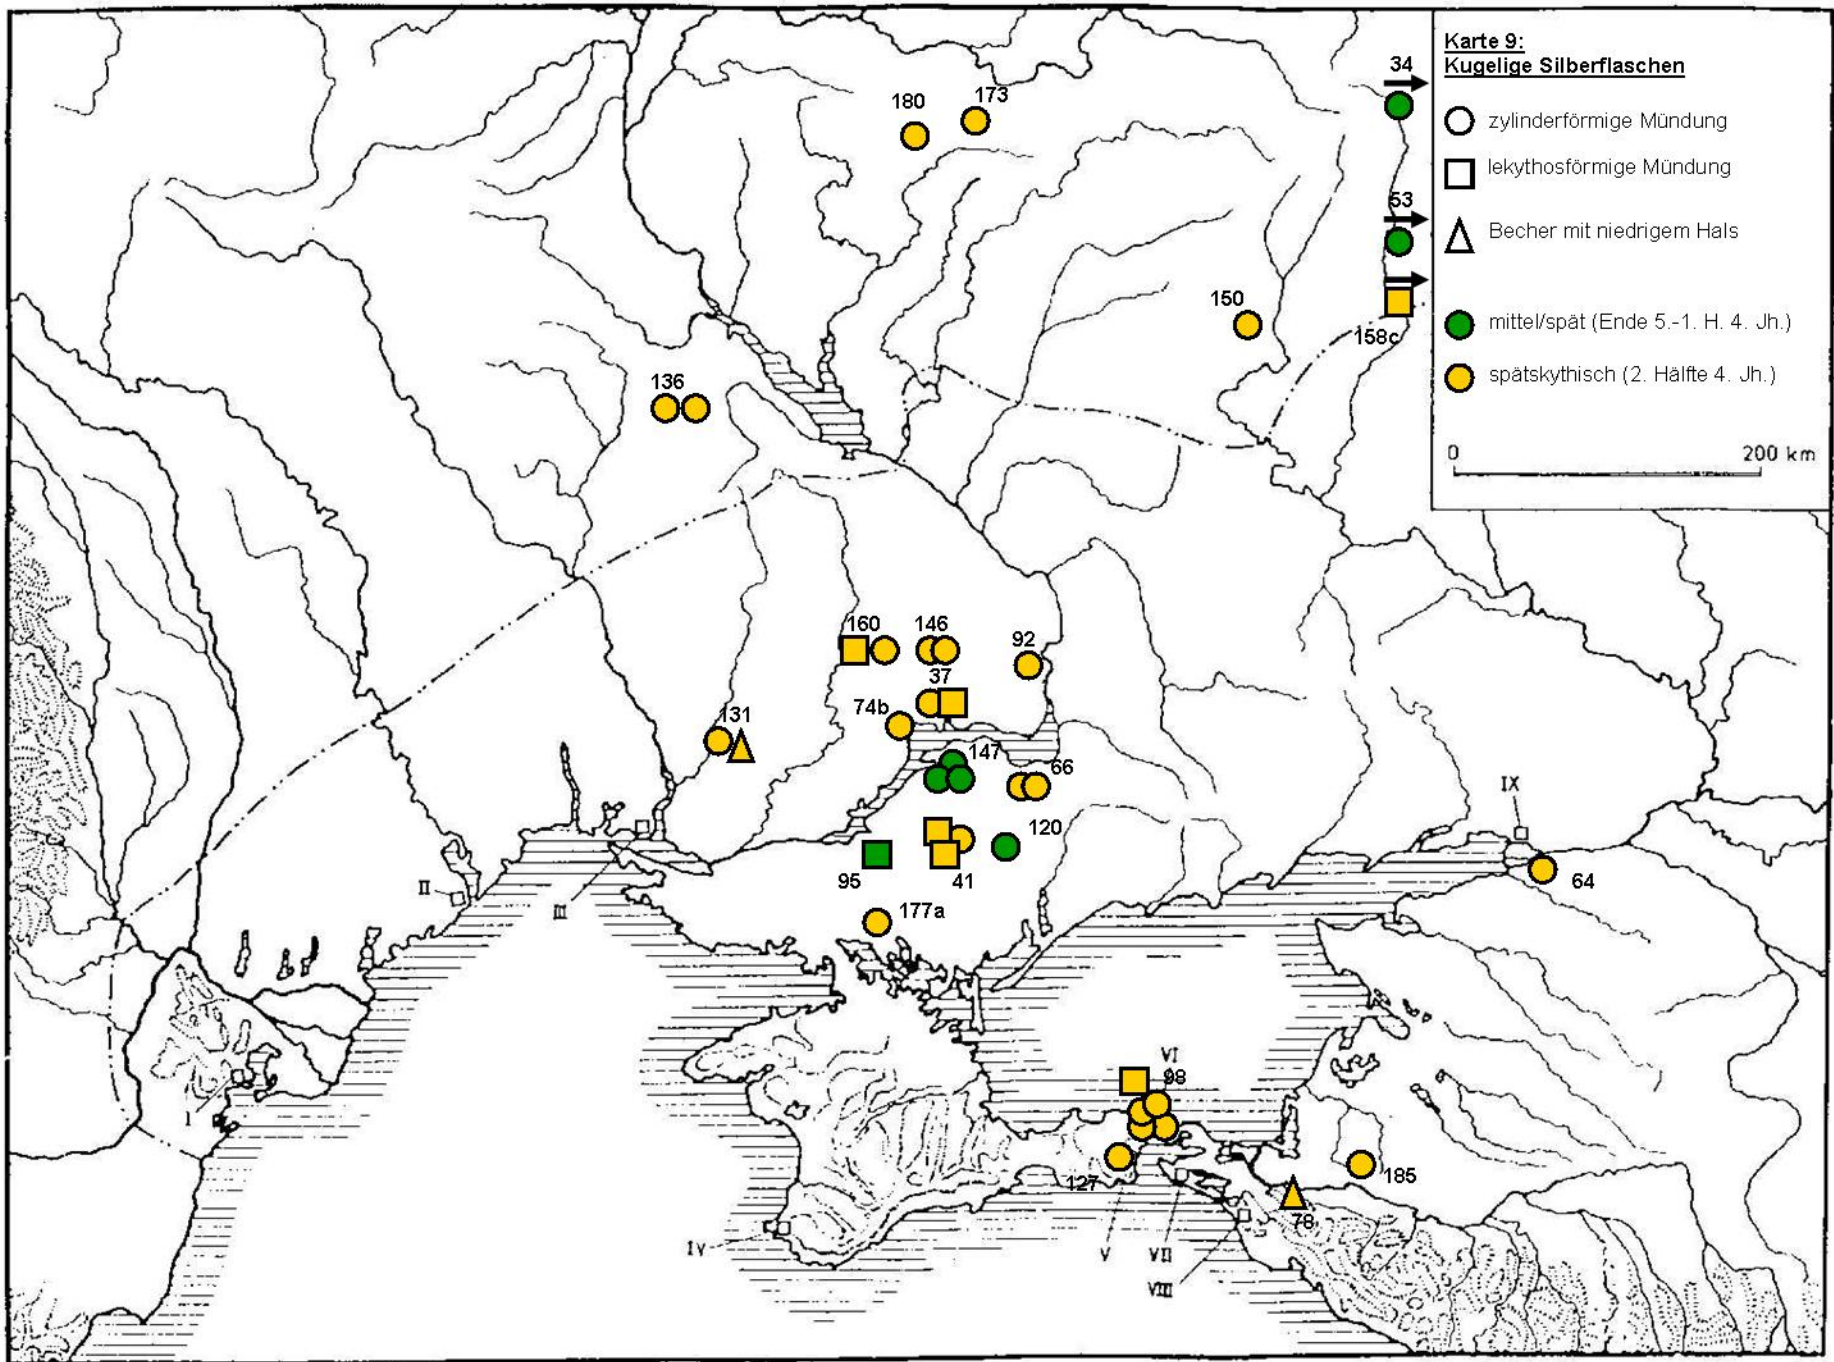 Karte 9:
Kugelige Silberflaschen
zylinderförmige Mündung
lekythosförmige Mündung
Becher mit niedrigem Hals
mittel/spät (Ende 5.-1. H. 4. Jh.)
spätskythisch (2. Hälfte 4. Jh.)
0 200 km
34
180
173
53
150
158c
136
160
146
92
37
74b
131
147
66
IX
120
95
41
64
II
III
177a
VI
98
I
127
185
78
IV
V
VII
VIII